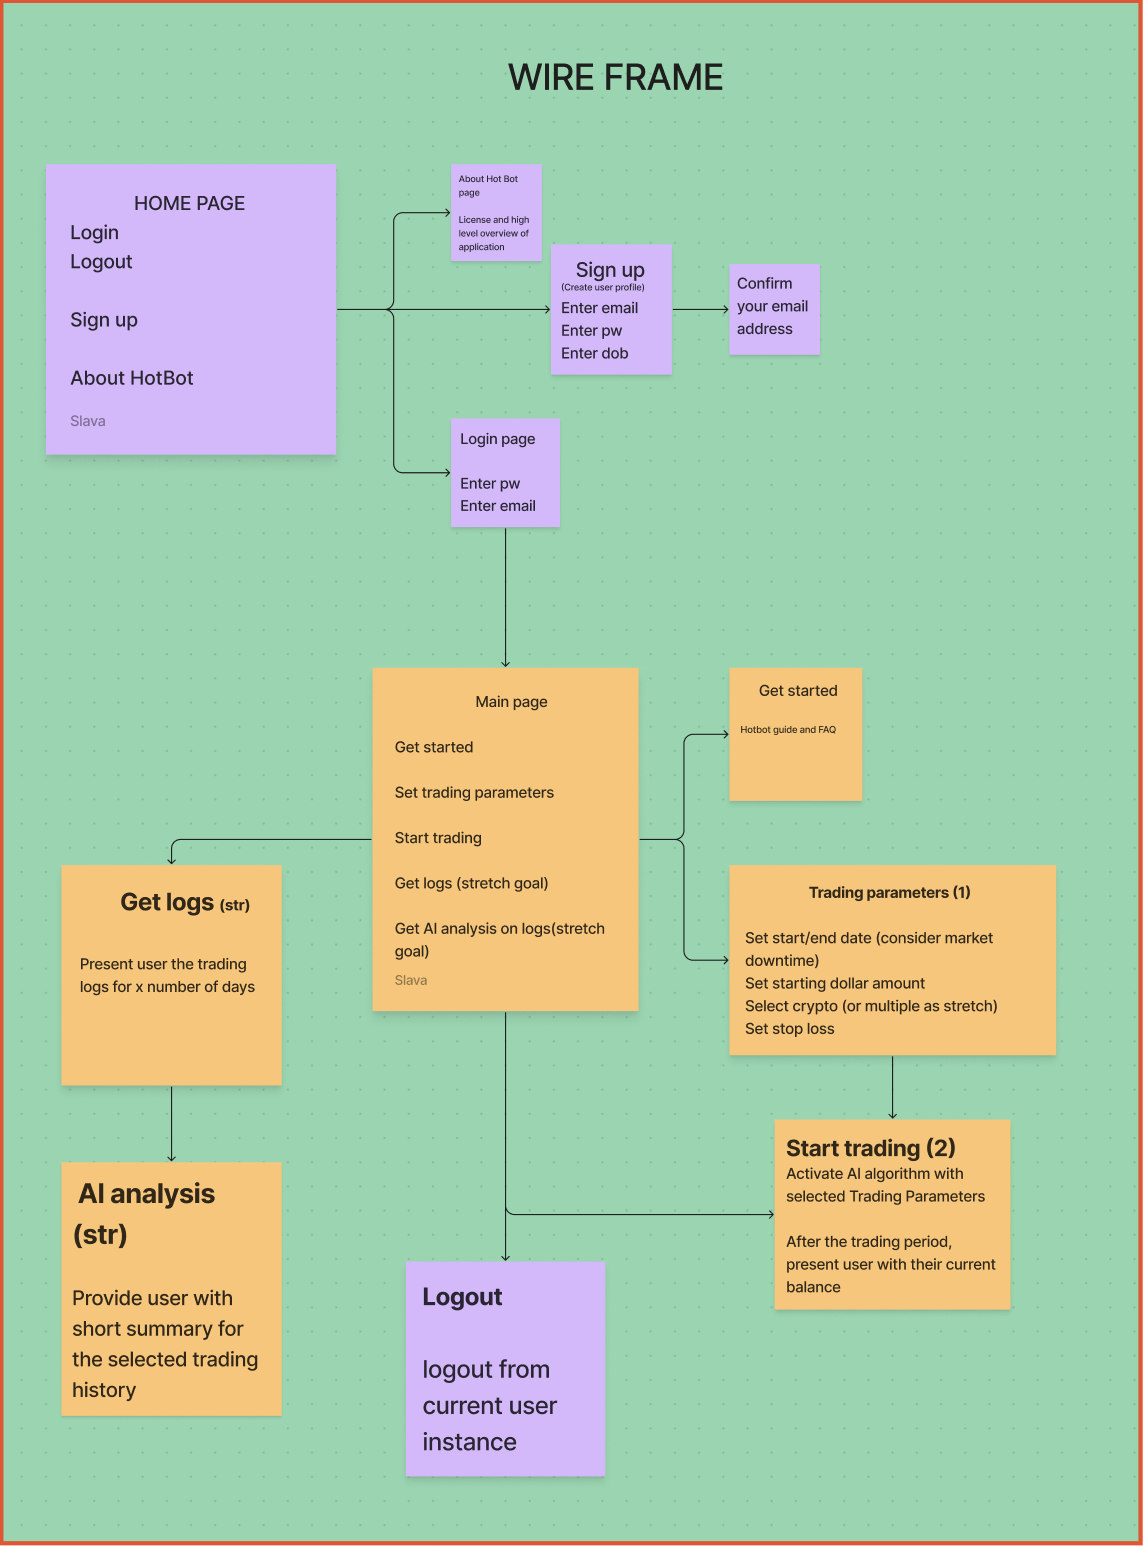 WIRE FRAME
HOME PAGE
Login
Logout
Sign up
About HotBot
Slava
About Hot Bot
page
License and high
level overview of
application
Sign up
(Create user profile)
Enter email
Enter pw
Enter dob
Confirm
your email
address
Login page
Enter pw
Enter email
Main page
Get started
Set trading parameters
Start trading
Get logs (stretch goal)
Get AI analysis on logs(stretch
goal)
Slava
Get started
Hotbot guide and FAQ
Get logs (str)
Present user the trading
logs for x number of days
Trading parameters (1)
Set start/end date (consider market
downtime)
Set starting dollar amount
Select crypto (or multiple as stretch)
Set stop loss
Start trading (2)
Activate AI algorithm with
selected Trading Parameters
After the trading period,
present user with their current
balance
AI analysis
(str)
Provide user with
short summary for
the selected trading
history
Logout
logout from
current user
instance